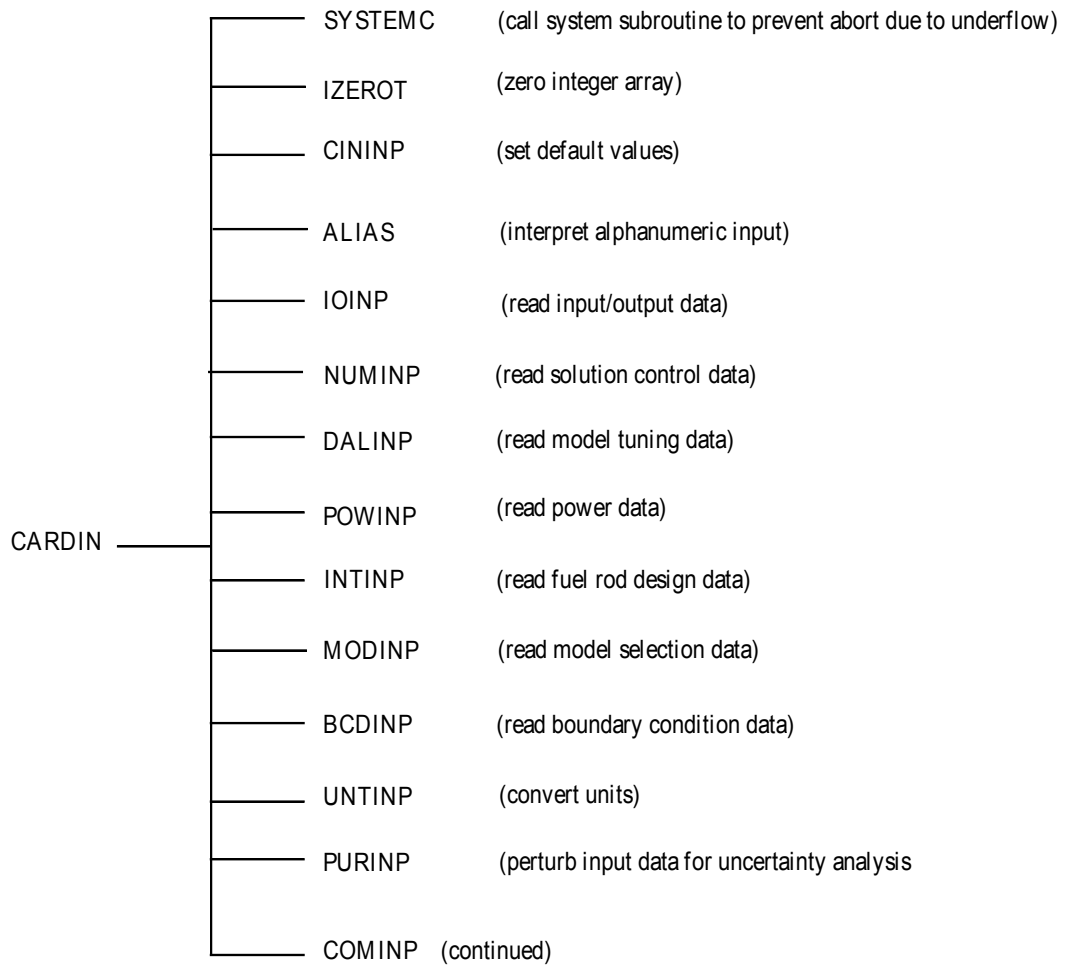 SYSTEMC (call system subroutine to prevent abort due to underflow)
IZEROT (zero integer array)
CININP (set default values)
ALIAS (interpret alphanumeric input)
IOINP (read input/output data)
NUMINP (read solution control data)
DALINP (read model tuning data)
POWINP (read power data)
CARDIN
INTINP (read fuel rod design data)
MODINP (read model selection data)
BCDINP (read boundary condition data)
UNTINP (convert units)
PURINP (perturb input data for uncertainty analysis
COMINP (continued)